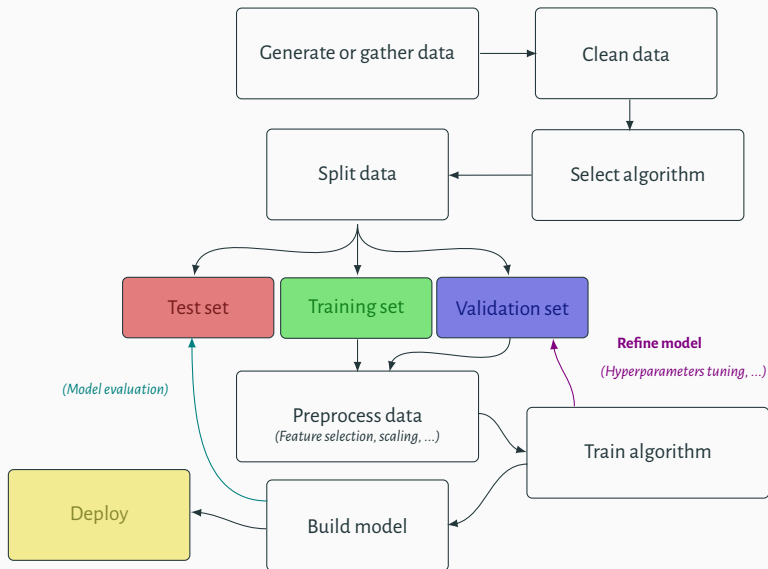 Generate or gather data
Clean data
Split data
Select algorithm
Test set
Training set
Validation set
Refine model
(Hyperparameters tuning, ...)
(Model evaluation)
Preprocess data
(Feature selection, scaling, ...)
Train algorithm
Deploy
Build model